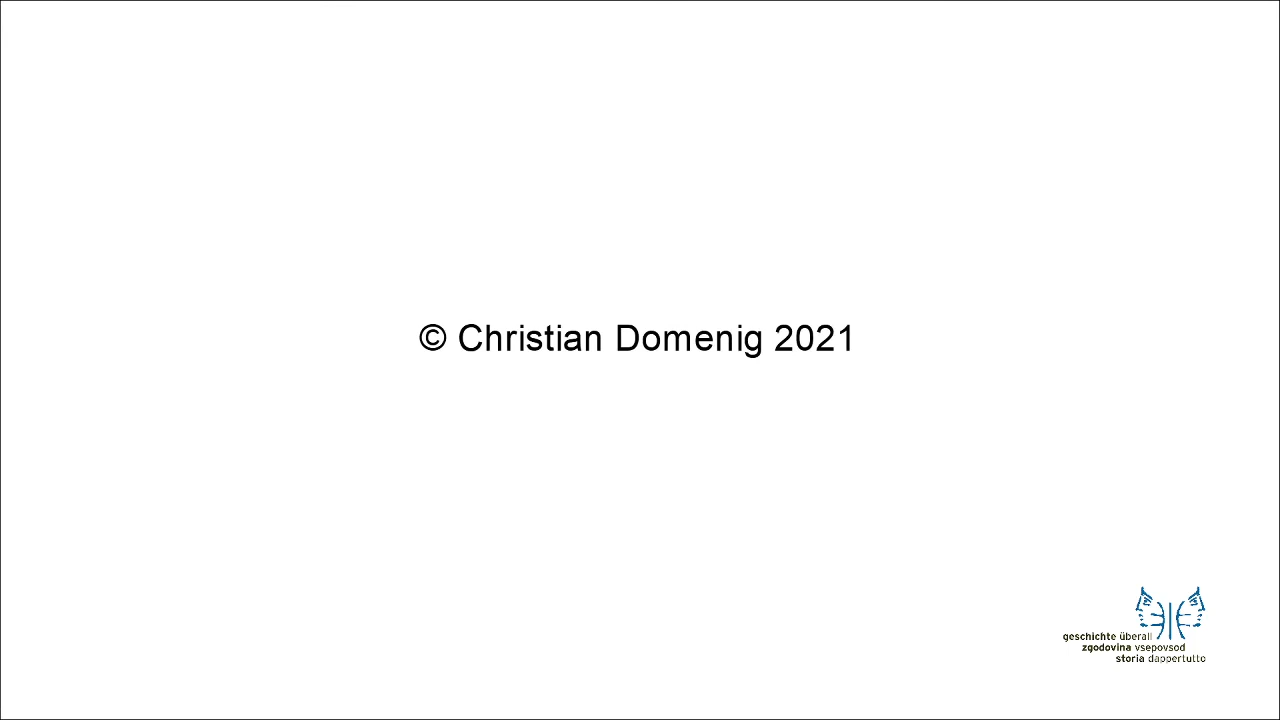 © Christian Domenig 2021
geschichte überall
zgodovina vsepovsod
storia dappertutto